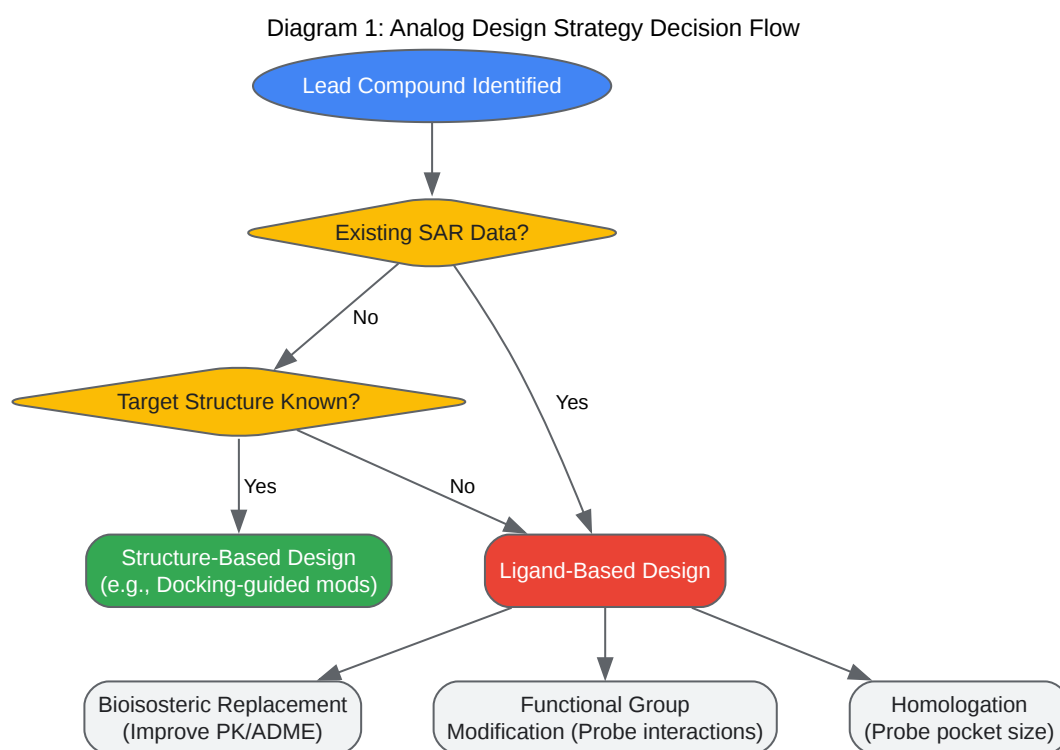 Diagram 1: Analog Design Strategy Decision Flow
Lead Compound Identified
Existing SAR Data?
No
Target Structure Known?
Yes
Yes
No
Structure-Based Design
(e.g., Docking-guided mods)
Ligand-Based Design
Bioisosteric Replacement
(Improve PK/ADME)
Functional Group
Modification (Probe interactions)
Homologation
(Probe pocket size)